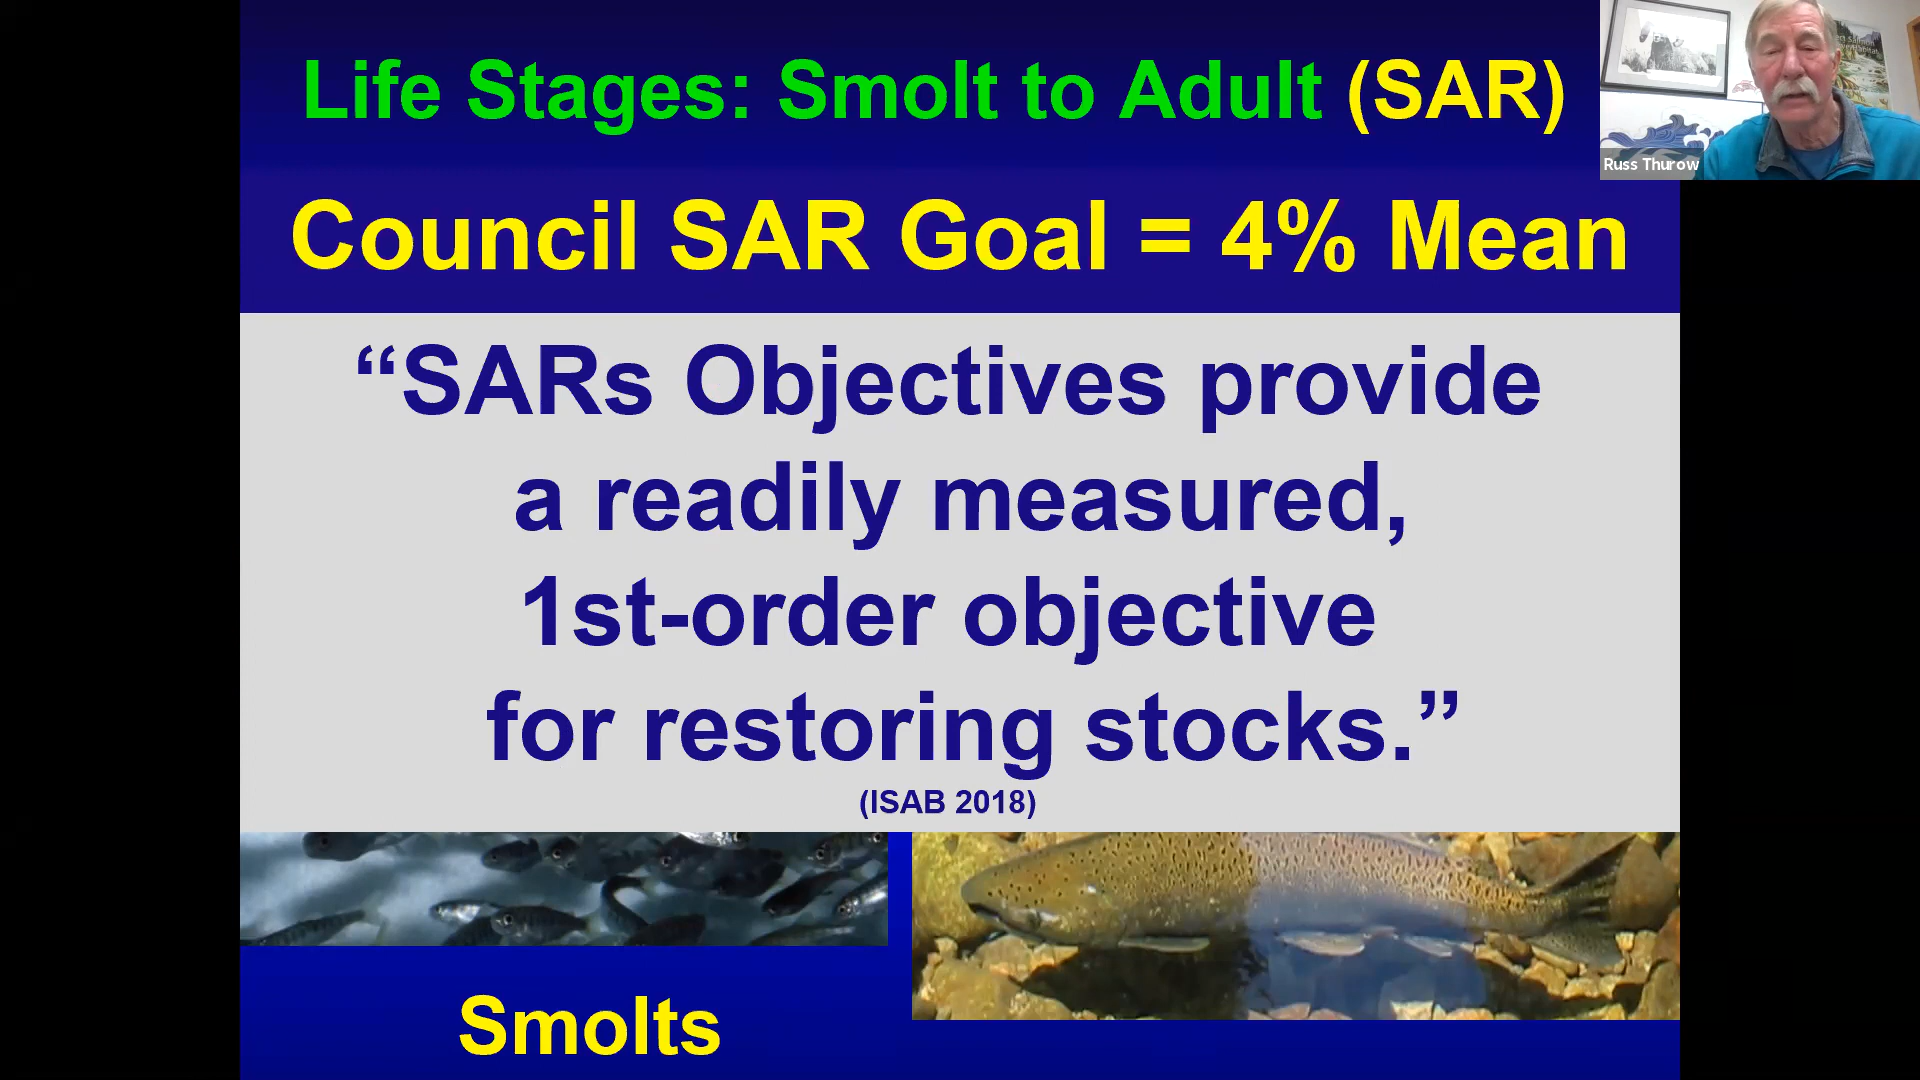 Life Stages: Smolt to Adult (SAR)
Council SAR Goal = 4% Mean
“SARs Objectives provide
a readily measured,
1st-order objective
for restoring stocks.”
(ISAB 2018)
Smolts
Russ Thurow